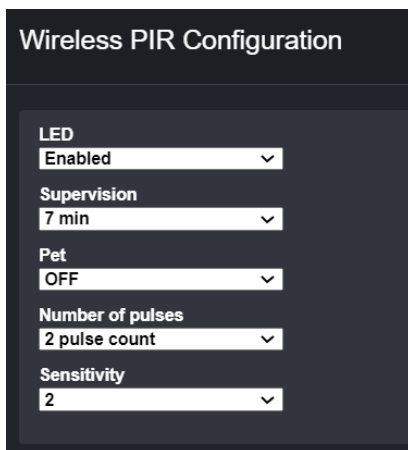 Wireless PIR Configuration
LED
Enabled
Supervision
7 min
Pet
OFF
Number of pulses
2 pulse count
Sensitivity
2